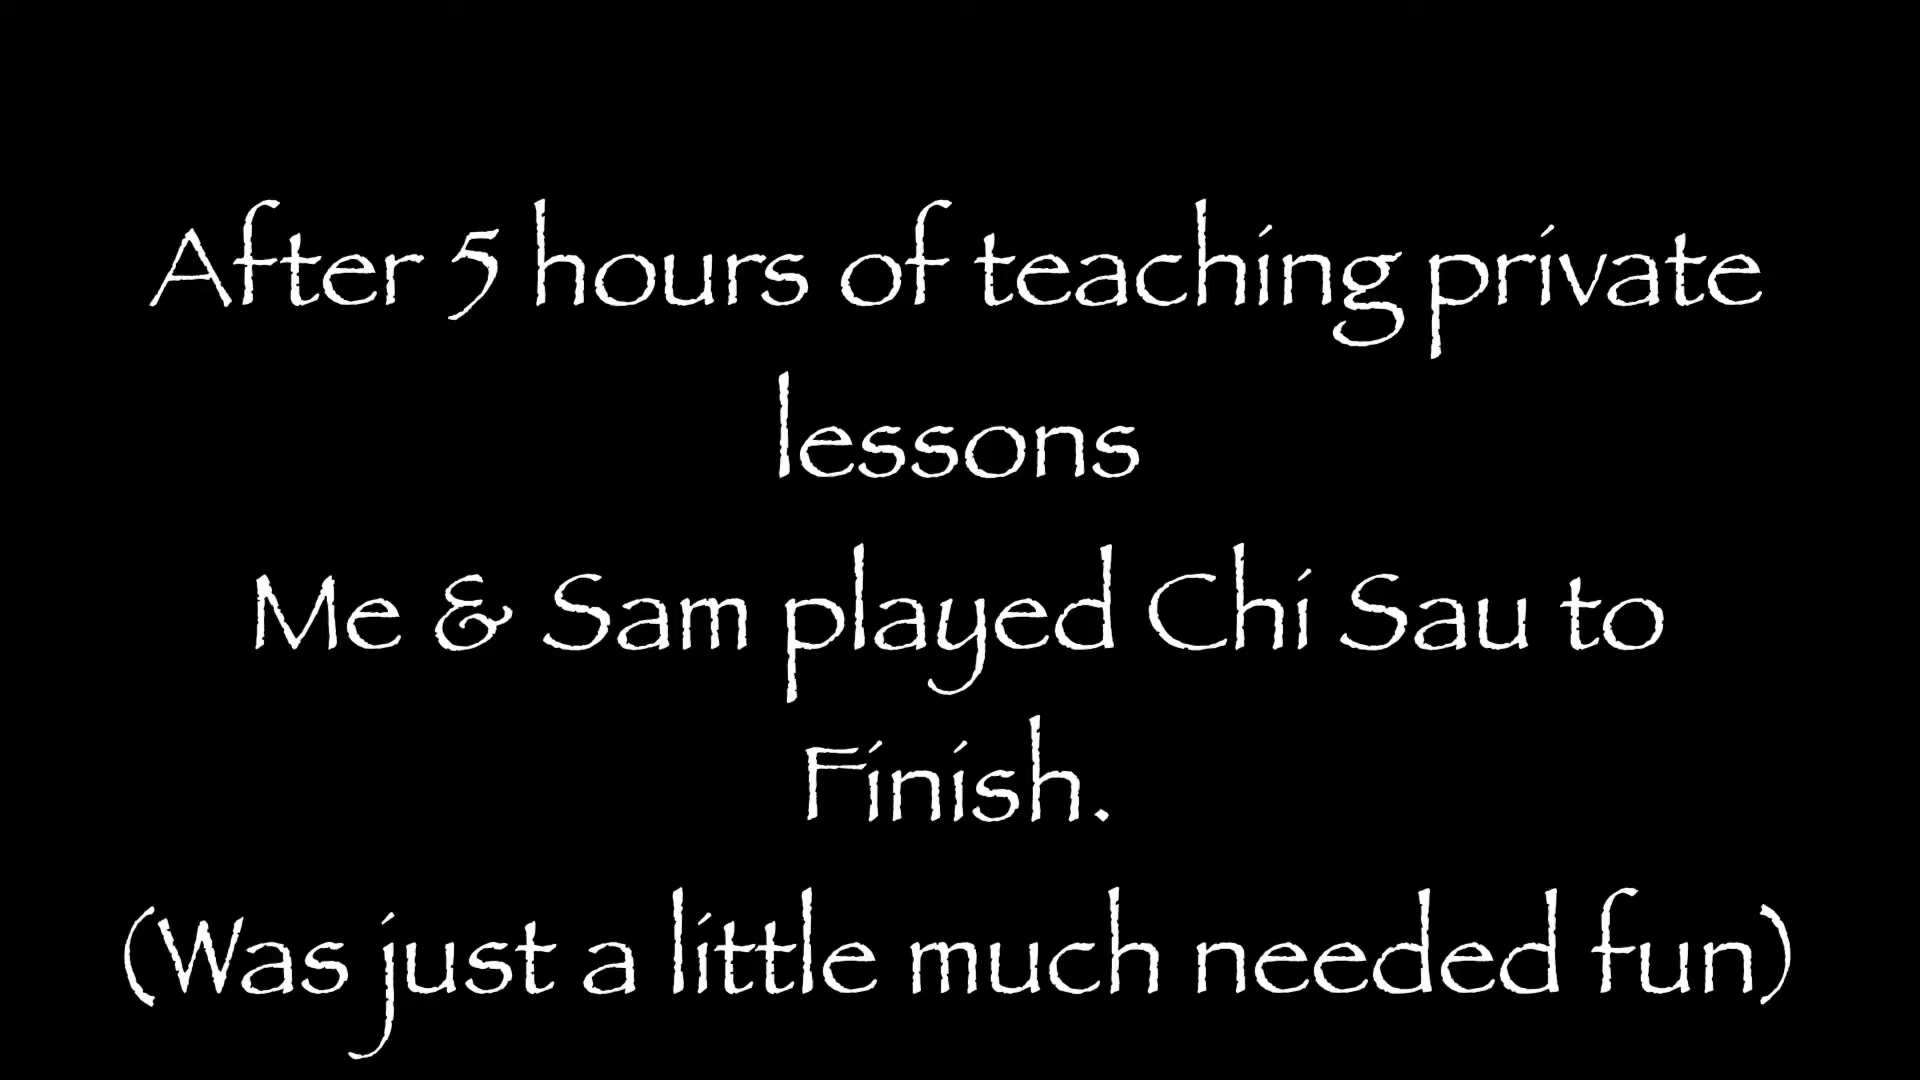 After 5 hours of teaching private
lessons
Me & Sam played Chi Sau to
Finish.
(Was just a little much needed fun)